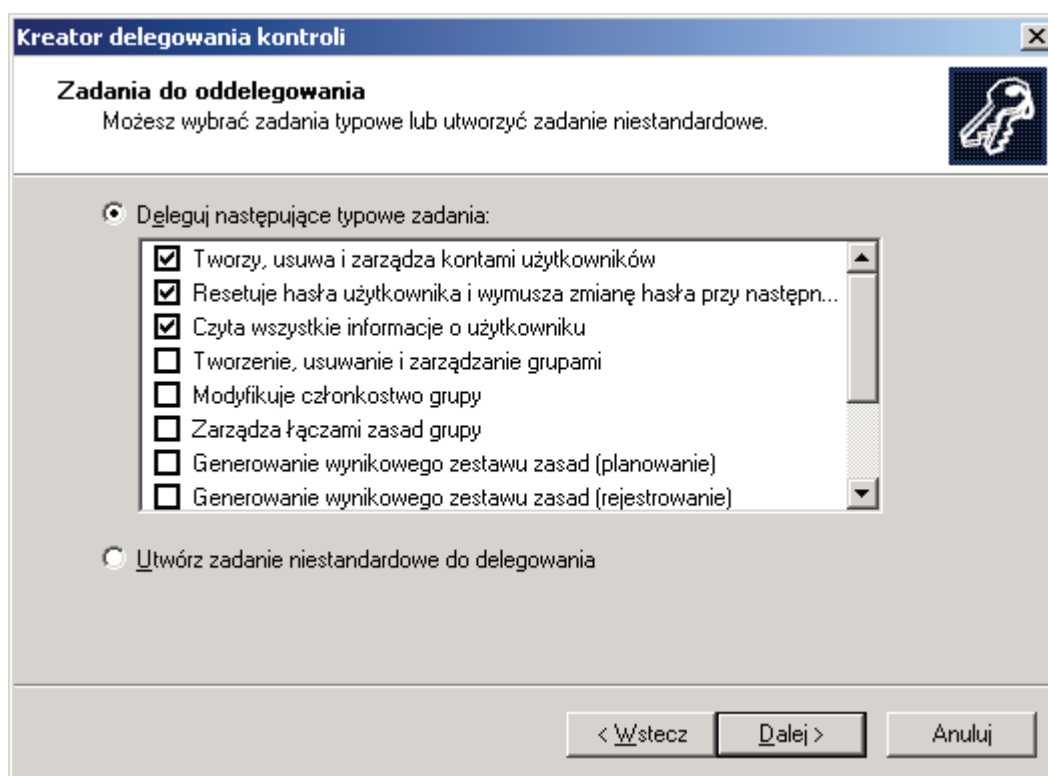 Kreator delegowania kontroli
Zadania do oddelegowania
Możesz wybrać zadania typowe lub utworzyć zadanie niestandardowe.
Deleguj następujące typowe zadania:
Tworzy, usuwa i zarządza kontami użytkowników
Resetuje hasła użytkownika i wymusza zmianę hasła przy następn...
Czyta wszystkie informacje o użytkowniku
Tworzenie, usuwanie i zarządzanie grupami
Modyfikuje członkostwo grupy
Zarządza łączami zasad grupy
Generowanie wynikowego zestawu zasad (planowanie)
Generowanie wynikowego zestawu zasad (rejestrowanie)
Utwórz zadanie niestandardowe do delegowania
< Wstecz Dalej > Anuluj